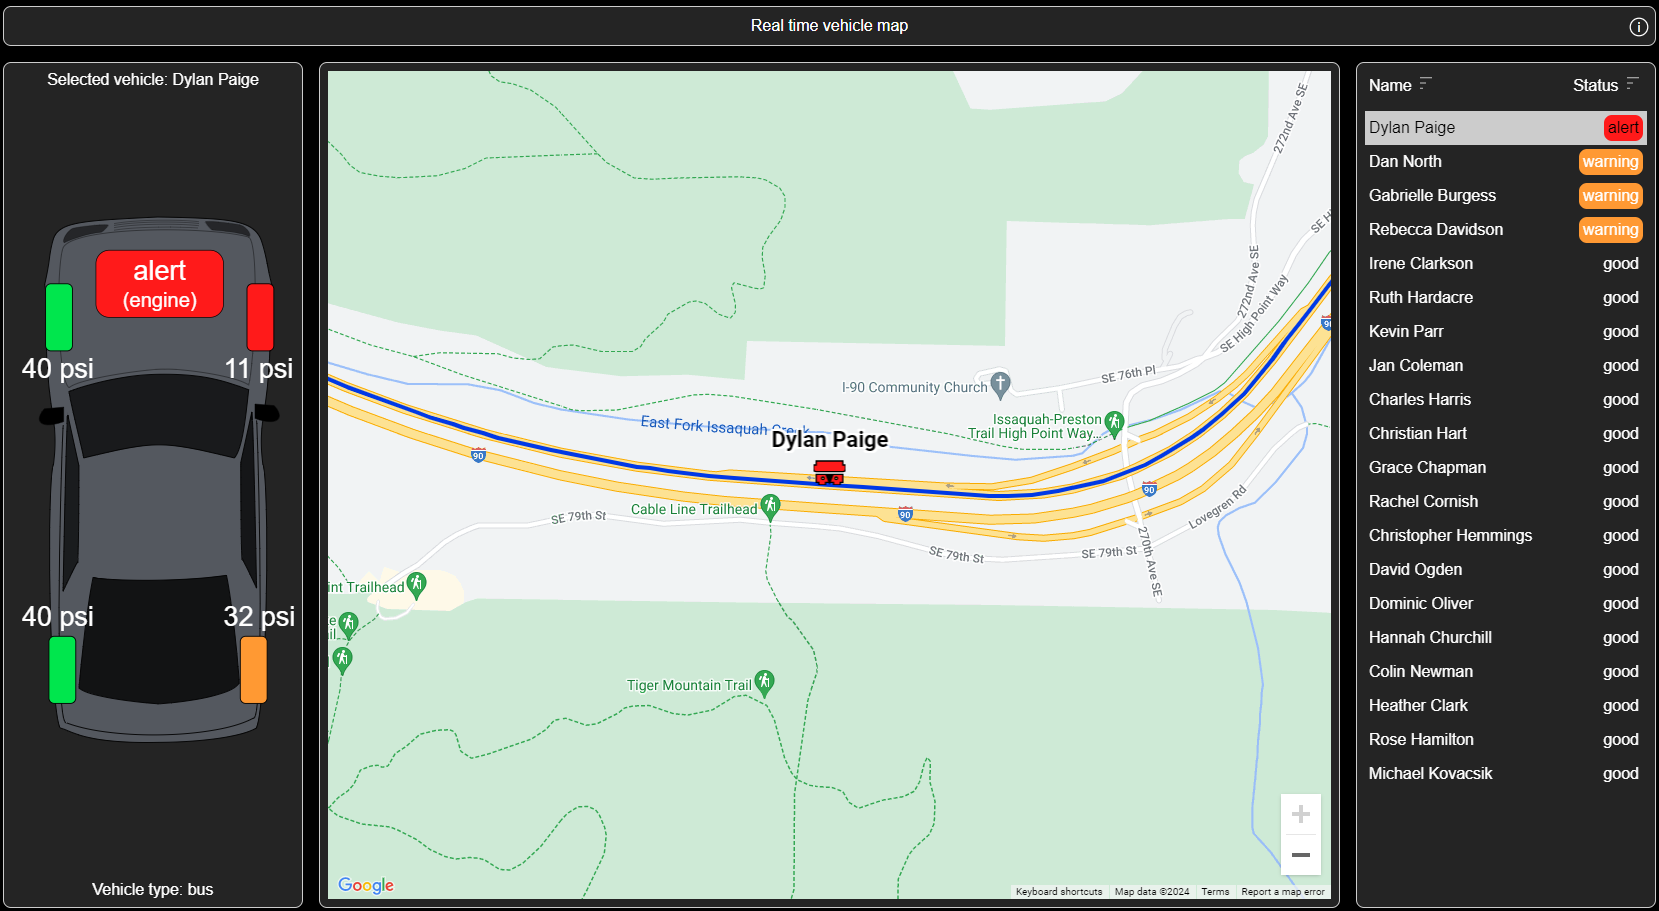 Real time vehicle map
Selected vehicle: Dylan Paige
alert
(engine)
40 psi
11 psi
40 psi
32 psi
Vehicle type: bus
272nd Ave SE
SE H
272nd Ave SE
SE High Point Way
90
SE 76th Pl
I-90 Community Church
Issaquah-Preston
Trail High Point Way...
East Fork Issaquah Creek
Dylan Paige
90
90
90
Cable Line Trailhead
SE 79th St
SE 79th St
SE 79th St
Lovegren Rd
270th Ave SE
int Trailhead
e
il
Tiger Mountain Trail
Google
Keyboard shortcuts
Map data ©2024
Terms
Report a map error
Name
Status
Dylan Paige alert
Dan North warning
Gabrielle Burgess warning
Rebecca Davidson warning
Irene Clarkson good
Ruth Hardacre good
Kevin Parr good
Jan Coleman good
Charles Harris good
Christian Hart good
Grace Chapman good
Rachel Cornish good
Christopher Hemmings good
David Ogden good
Dominic Oliver good
Hannah Churchill good
Colin Newman good
Heather Clark good
Rose Hamilton good
Michael Kovacsik good